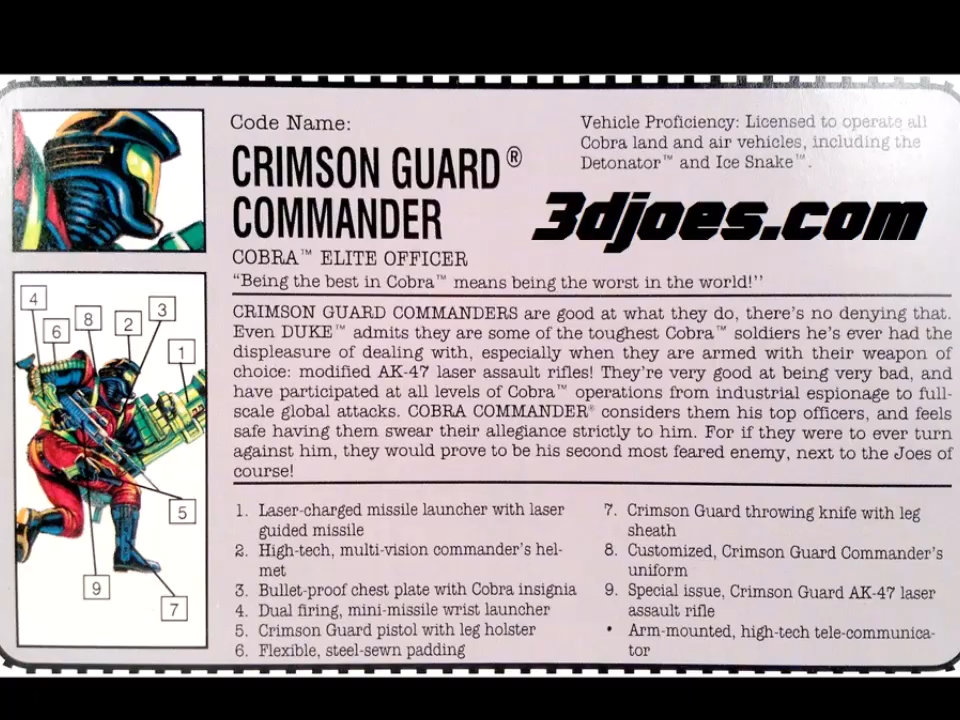 Code Name:
CRIMSON GUARD®
COMMANDER
COBRA™ ELITE OFFICER
"Being the best in Cobra™ means being the worst in the world!"
Vehicle Proficiency: Licensed to operate all
Cobra land and air vehicles, including the
Detonator™ and Ice Snake™.
3djoes.com
CRIMSON GUARD COMMANDERS are good at what they do, there's no denying that.
Even DUKE™ admits they are some of the toughest Cobra™ soldiers he's ever had the
displeasure of dealing with, especially when they are armed with their weapon of
choice: modified AK-47 laser assault rifles! They're very good at being very bad, and
have participated at all levels of Cobra™ operations from industrial espionage to full-
scale global attacks. COBRA COMMANDER® considers them his top officers, and feels
safe having them swear their allegiance strictly to him. For if they were to ever turn
against him, they would prove to be his second most feared enemy, next to the Joes of
course!
4
6
8
2
3
1
5
9
7
1. Laser-charged missile launcher with laser
guided missile
2. High-tech, multi-vision commander's hel-
met
3. Bullet-proof chest plate with Cobra insignia
4. Dual firing, mini-missile wrist launcher
5. Crimson Guard pistol with leg holster
6. Flexible, steel-sewn padding
7. Crimson Guard throwing knife with leg
sheath
8. Customized, Crimson Guard Commander's
uniform
9. Special issue, Crimson Guard AK-47 laser
assault rifle
• Arm-mounted, high-tech tele-communica-
tor